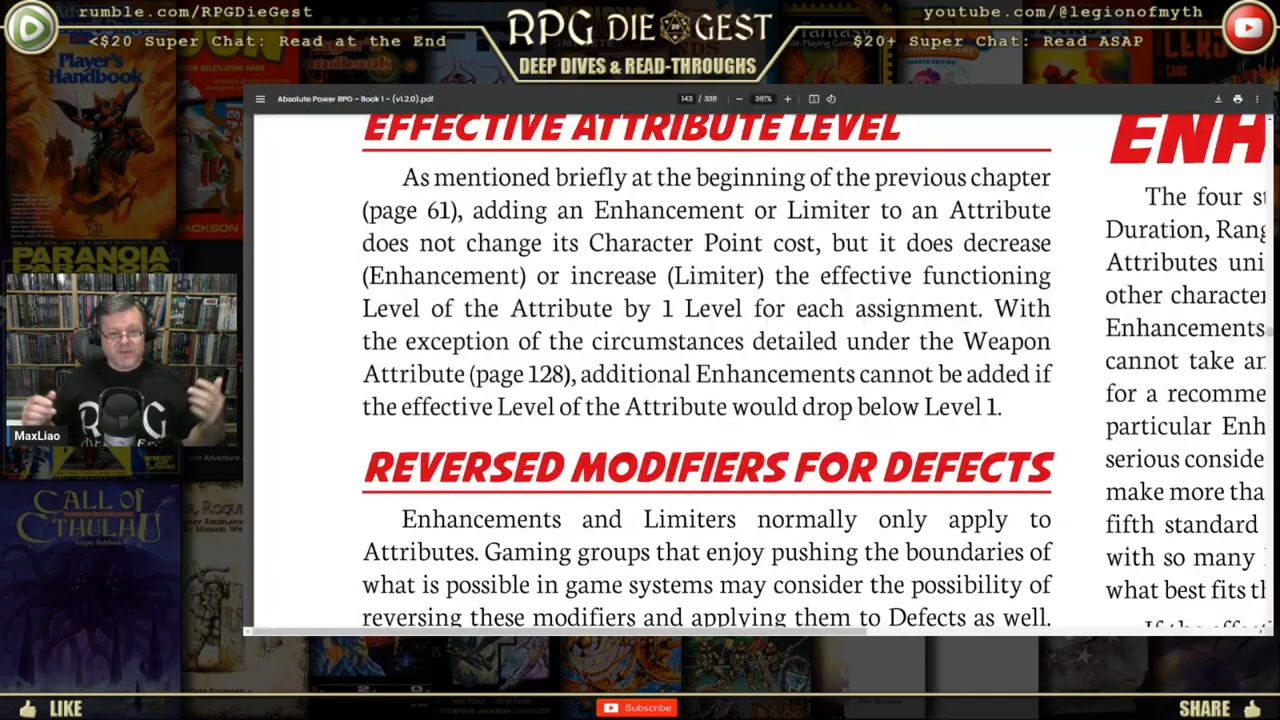 rumble.com/RPGDieGest
<$20 Super Chat: Read at the End
RPG DIE GEST
DEEP DIVES & READ-THROUGHS
youtube.com/@legionofmyth
$20+ Super Chat: Read ASAP
Player's
Handbook
Absolute Power RPG – Book 1 - (v1.2.0).pdf
143 / 338
381%
EFFECTIVE ATTRIBUTE LEVEL
As mentioned briefly at the beginning of the previous chapter
(page 61), adding an Enhancement or Limiter to an Attribute
does not change its Character Point cost, but it does decrease
(Enhancement) or increase (Limiter) the effective functioning
Level of the Attribute by 1 Level for each assignment. With
the exception of the circumstances detailed under the Weapon
Attribute (page 128), additional Enhancements cannot be added if
the effective Level of the Attribute would drop below Level 1.
REVERSED MODIFIERS FOR DEFECTS
Enhancements and Limiters normally only apply to
Attributes. Gaming groups that enjoy pushing the boundaries of
what is possible in game systems may consider the possibility of
reversing these modifiers and applying them to Defects as well.
ENH
The four st
Duration, Rang
Attributes uni
other character
Enhancements
cannot take an
for a recomme
particular Enh
serious conside
make more tha
fifth standard
with so many
what best fits th
PARANOIA
RPG
MaxLiao
CALL OF
CTHULHU
LIKE
Subscribe
SHARE